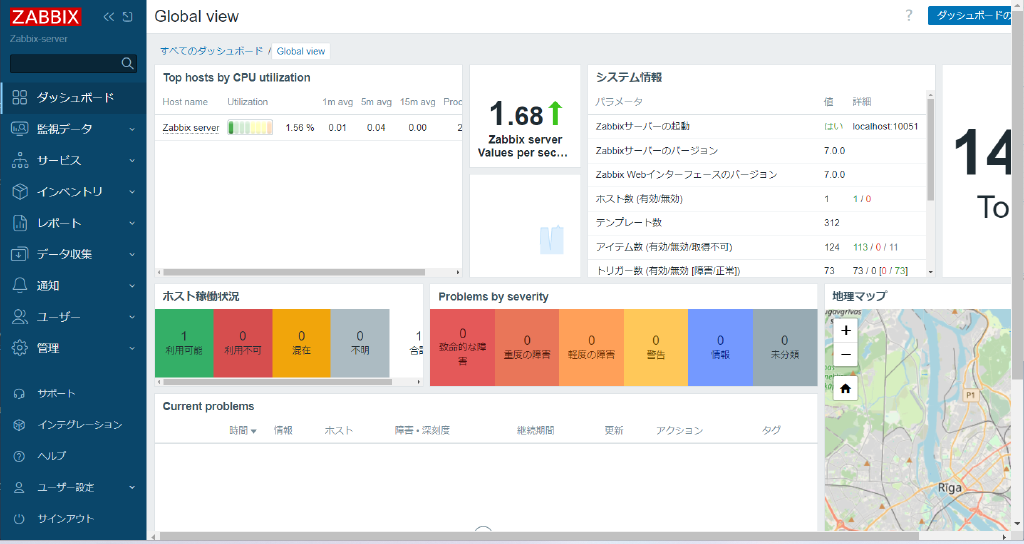 ZABBIX
Zabbix-server
ダッシュボード
監視データ
サービス
インベントリ
レポート
データ収集
通知
ユーザー
管理
サポート
インテグレーション
ヘルプ
ユーザー設定
サインアウト
Global view
?
ダッシュボードの
すべてのダッシュボード / Global view
Top hosts by CPU utilization
Host name Utilization 1m avg 5m avg 15m avg Proc
Zabbix server 1.56 % 0.01 0.04 0.00 2
1.68
Zabbix server
Values per sec...
システム情報
パラメータ 値 詳細
Zabbixサーバーの起動 はい localhost:10051
Zabbixサーバーのバージョン 7.0.0
Zabbix Webインターフェースのバージョン 7.0.0
ホスト数 (有効/無効) 1 1 / 0
テンプレート数 312
アイテム数 (有効/無効/取得不可) 124 113 / 0 / 11
トリガー数 (有効/無効 [障害/正常]) 73 73 / 0 [0 / 73]
14
To
ホスト稼働状況
1 利用可能
0 利用不可
0 混在
0 不明
1 合計
Problems by severity
0 致命的な障害
0 重度の障害
0 軽度の障害
0 警告
0 情報
0 未分類
地理マップ
+
−
P1
Rīga
Current problems
時間 情報 ホスト 障害・深刻度 継続期間 更新 アクション タグ